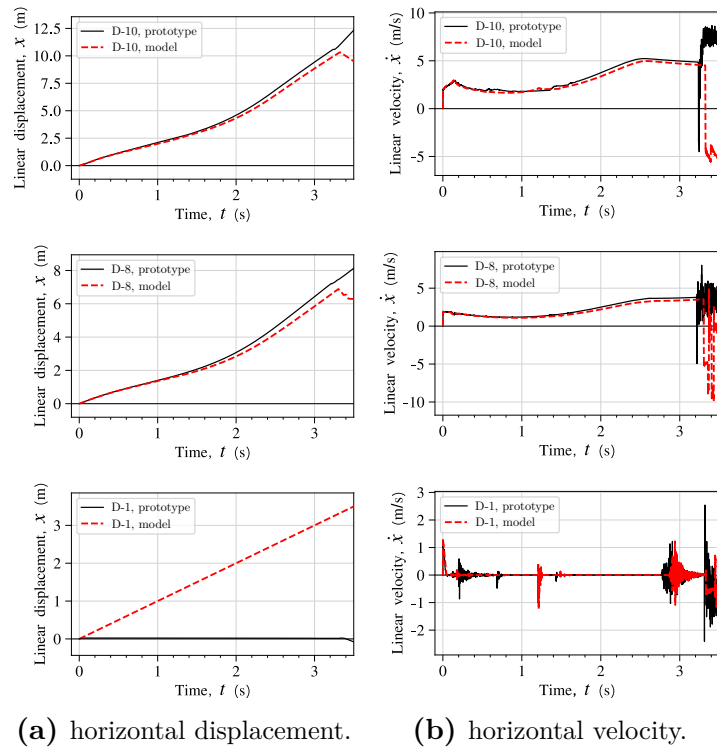 Linear displacement, x (m)
12.5
10.0
7.5
5.0
2.5
0.0
D-10, prototype
D-10, model
0 1 2 3
Time, t (s)
Linear velocity, ẋ (m/s)
10
5
0
−5
D-10, prototype
D-10, model
0 1 2 3
Time, t (s)
Linear displacement, x (m)
8
6
4
2
0
D-8, prototype
D-8, model
0 1 2 3
Time, t (s)
Linear velocity, ẋ (m/s)
5
0
-5
-10
D-8, prototype
D-8, model
0 1 2 3
Time, t (s)
Linear displacement, x (m)
3
2
1
0
D-1, prototype
D-1, model
0 1 2 3
Time, t (s)
Linear velocity, ẋ (m/s)
3
2
1
0
-1
-2
D-1, prototype
D-1, model
0 1 2 3
Time, t (s)
(a) horizontal displacement.
(b) horizontal velocity.